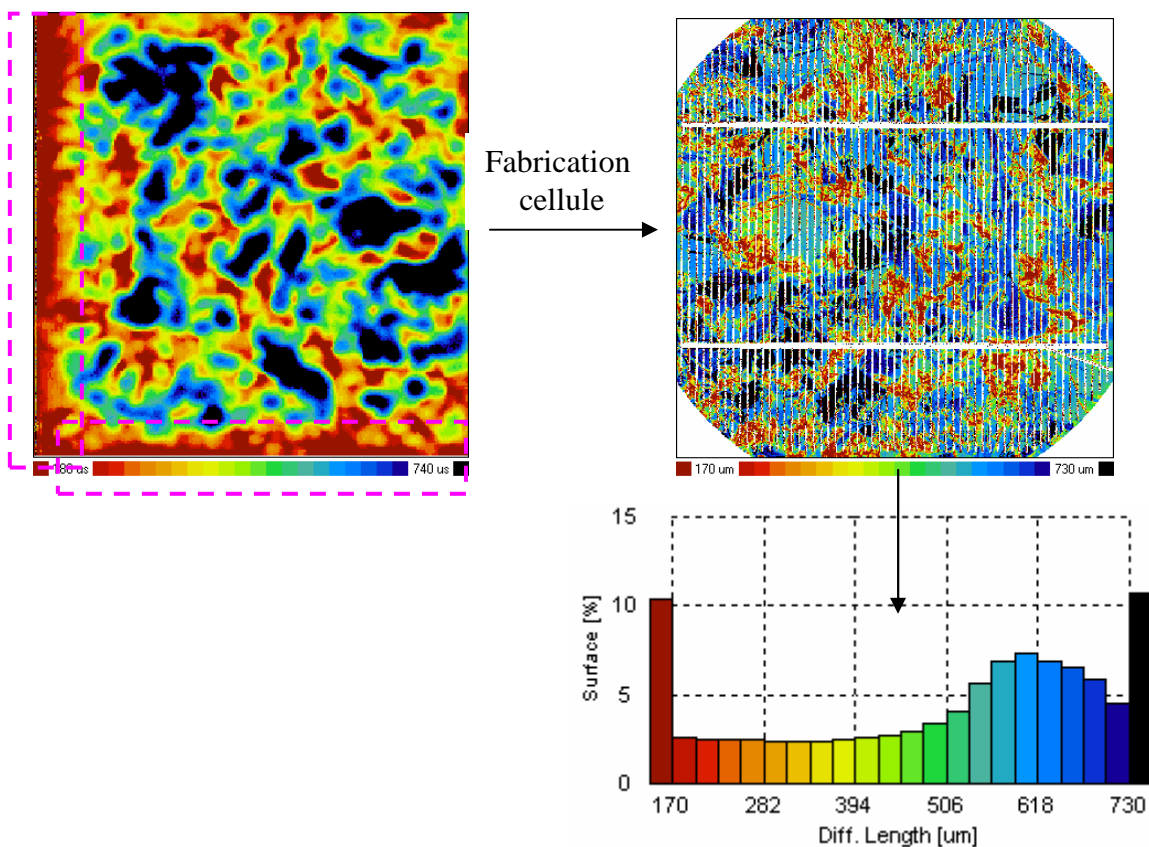 Fabrication
cellule
740 us
170 um 730 um
15
10
5
0
Surface [%]
170 282 394 506 618 730
Diff. Length [um]